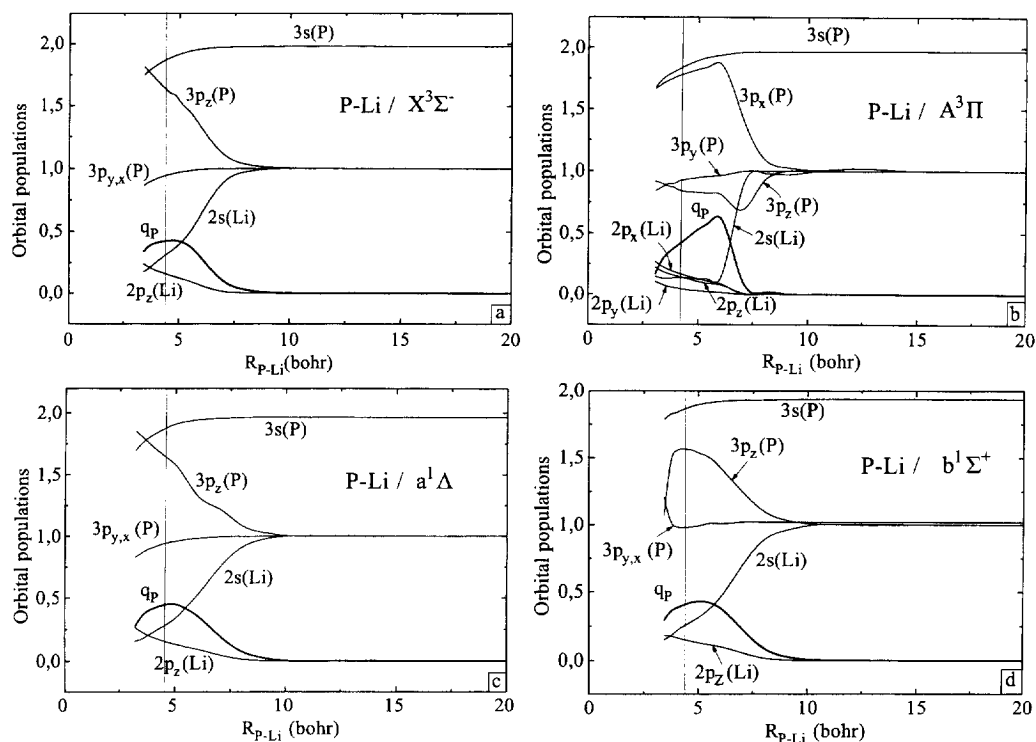 2,0
1,5
1,0
0,5
0,0
Orbital populations
3s(P)
3p_z(P)
P-Li / X³Σ⁻
3p_y,x(P)
2s(Li)
q_P
2p_z(Li)
a
0 5 10 15 20
R_P-Li(bohr)
2,0
1,5
1,0
0,5
0,0
Orbital populations
3s(P)
3p_x(P)
P-Li / A³Π
3p_y(P)
3p_z(P)
q_P
2p_x(Li)
2s(Li)
2p_y(Li)
2p_z(Li)
b
0 5 10 15 20
R_P-Li (bohr)
2,0
1,5
1,0
0,5
0,0
Orbital populations
3s(P)
3p_z(P)
P-Li / a¹Δ
3p_y,x (P)
2s(Li)
q_P
2p_z(Li)
c
0 5 10 15 20
R_P-Li (bohr)
2,0
1,5
1,0
0,5
0,0
Orbital populations
3s(P)
3p_z(P)
P-Li / b¹Σ⁺
3p_y,x (P)
2s(Li)
q_P
2p_z(Li)
d
0 5 10 15 20
R_P-Li (bohr)